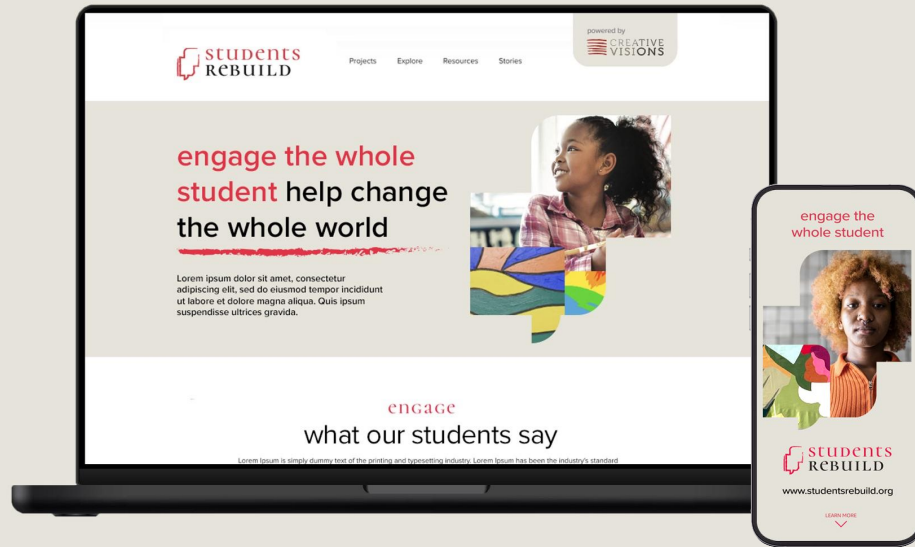 students
REBUILD
Projects
Explore
Resources
Stories
powered by
CREATIVE
VISIONS
engage the whole
student help change
the whole world
Lorem ipsum dolor sit amet, consectetur
adipiscing elit, sed do eiusmod tempor incididunt
ut labore et dolore magna aliqua. Quis ipsum
suspendisse ultrices gravida.
engage
what our students say
Lorem Ipsum is simply dummy text of the printing and typesetting industry. Lorem Ipsum has been the industry's standard
engage the
whole student
students
REBUILD
www.studentsrebuild.org
LEARN MORE